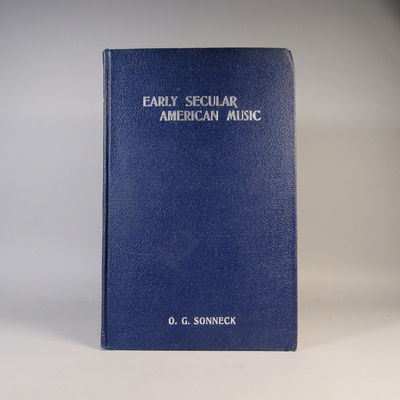 EARLY SECULAR
AMERICAN MUSIC
O. G. SONNECK